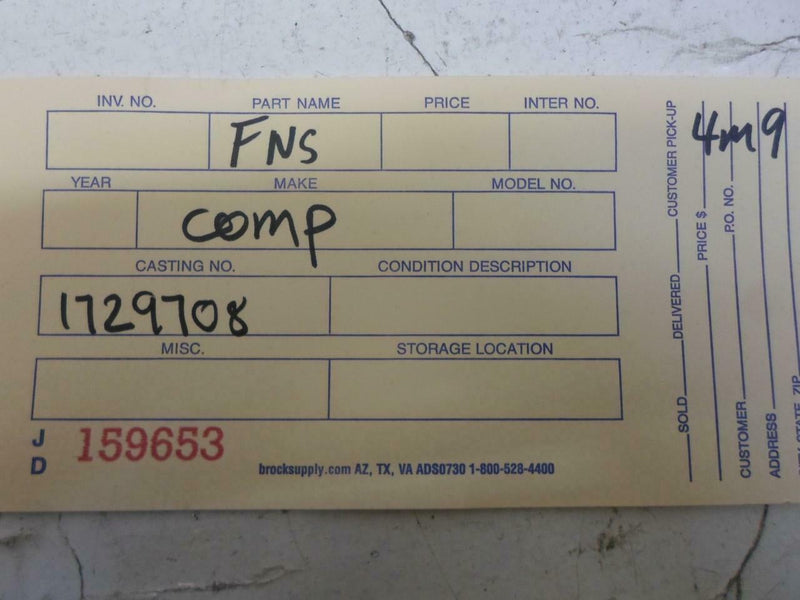 INV. NO. PART NAME PRICE INTER NO.
FNS
YEAR MAKE MODEL NO.
comp
CASTING NO. CONDITION DESCRIPTION
1729708
MISC. STORAGE LOCATION
J
D
159653
brocksupply.com AZ, TX, VA ADS0730 1-800-528-4400
SOLD DELIVERED CUSTOMER PICK-UP
PRICE $
CUSTOMER P.O. NO.
ADDRESS
STATE, ZIP
4m9